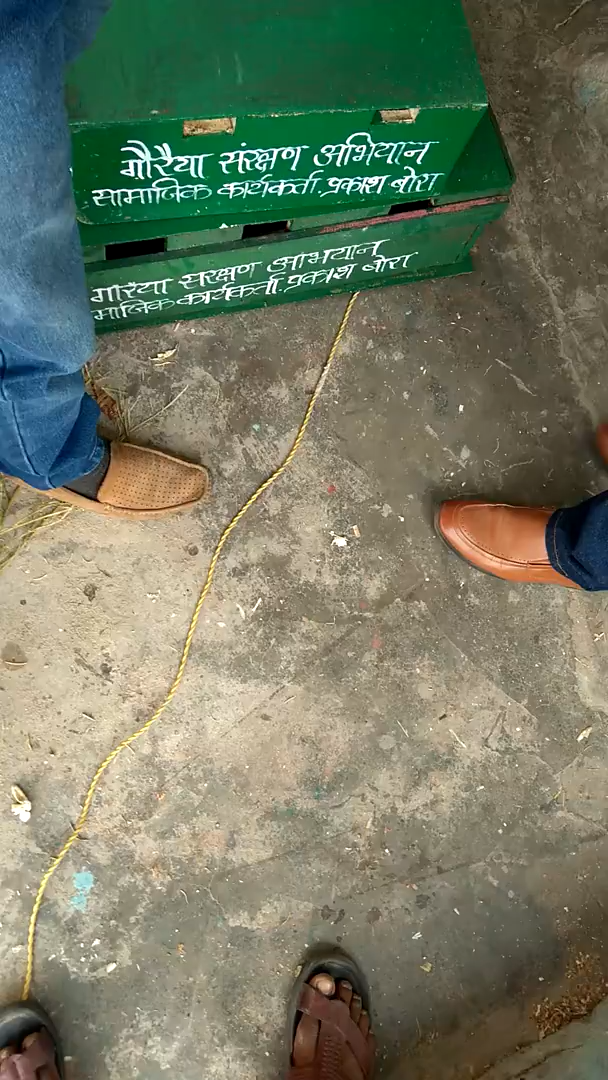 गौरैया संरक्षण अभियान
सामाजिक कार्यकर्ता प्रकाश बोरा
गौरैया संरक्षण अभियान
माजिक कार्यकर्ता प्रकाश बोरा